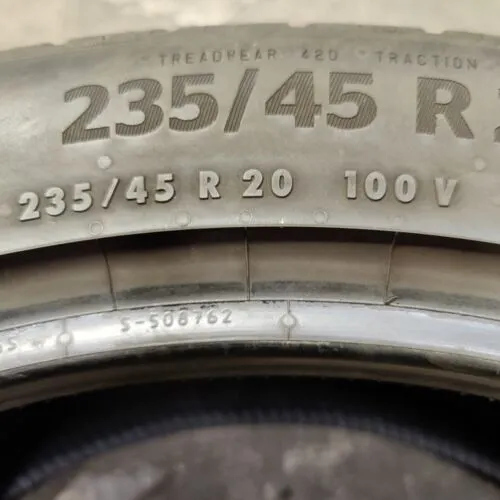 TREADWEAR 420 TRACTION
235/45 R
235/45 R 20 100 V
S-508762